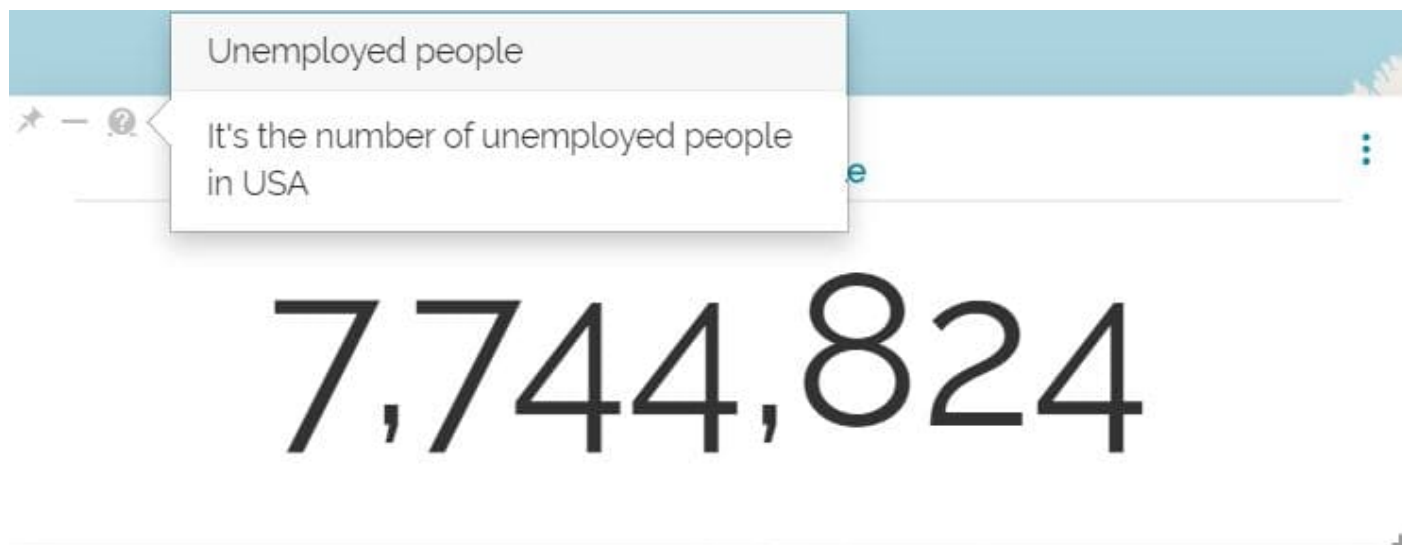 Unemployed people
It's the number of unemployed people
in USA
e
7,744,824